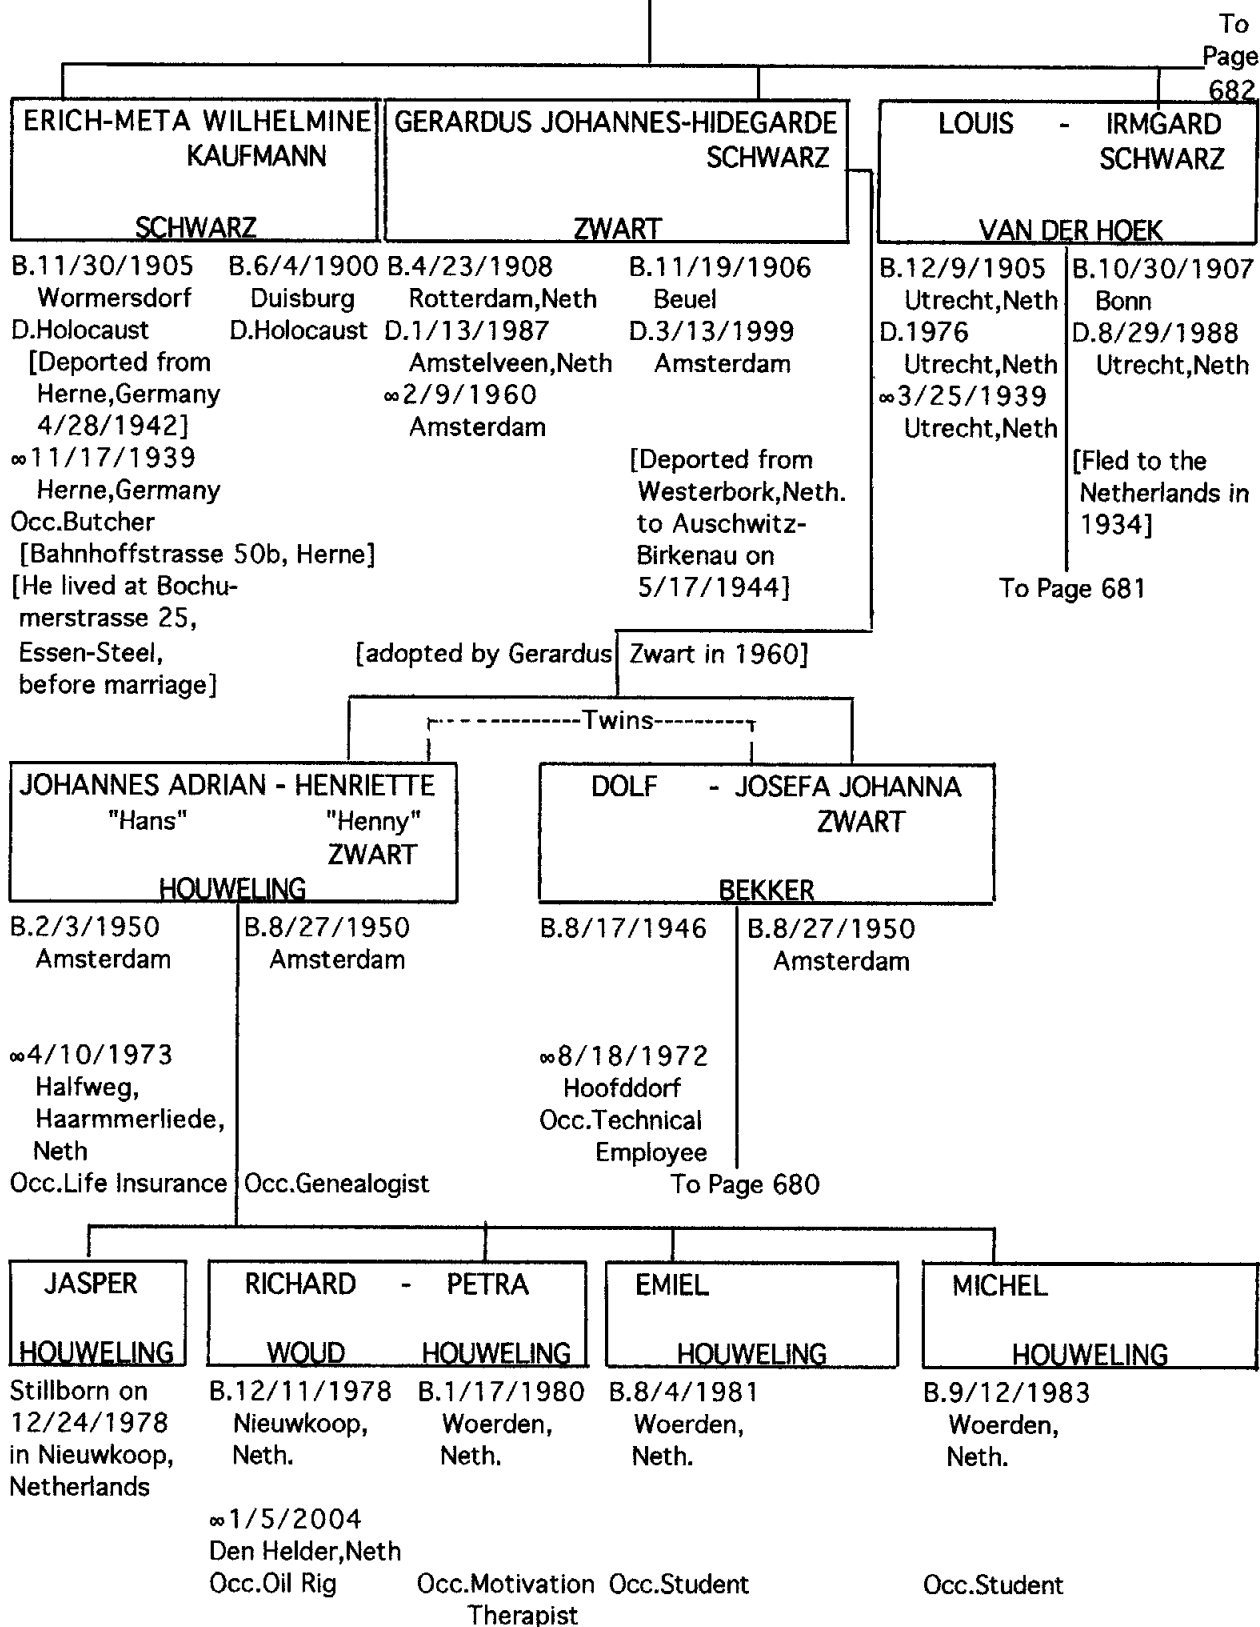 To
Page
682
ERICH-META WILHELMINE
KAUFMANN
SCHWARZ
B.11/30/1905 B.6/4/1900
Wormersdorf Duisburg
D.Holocaust D.Holocaust
[Deported from
Herne,Germany
4/28/1942]
∞11/17/1939
Herne,Germany
Occ.Butcher
[Bahnhoffstrasse 50b, Herne]
[He lived at Bochu-
merstrasse 25,
Essen-Steel,
before marriage]
GERARDUS JOHANNES-HIDEGARDE
SCHWARZ
ZWART
B.4/23/1908 B.11/19/1906
Rotterdam,Neth Beuel
D.1/13/1987 D.3/13/1999
Amstelveen,Neth Amsterdam
∞2/9/1960
Amsterdam
[Deported from
Westerbork,Neth.
to Auschwitz-
Birkenau on
5/17/1944]
LOUIS - IRMGARD
SCHWARZ
VAN DER HOEK
B.12/9/1905 B.10/30/1907
Utrecht,Neth Bonn
D.1976 D.8/29/1988
Utrecht,Neth Utrecht,Neth
∞3/25/1939
Utrecht,Neth
[Fled to the
Netherlands in
1934]
To Page 681
[adopted by Gerardus Zwart in 1960]
Twins
JOHANNES ADRIAN - HENRIETTE
"Hans" "Henny"
ZWART
HOUWELING
B.2/3/1950 B.8/27/1950
Amsterdam Amsterdam
∞4/10/1973
Halfweg,
Haarmmerliede,
Neth
Occ.Life Insurance Occ.Genealogist
DOLF - JOSEFA JOHANNA
ZWART
BEKKER
B.8/17/1946 B.8/27/1950
Amsterdam
∞8/18/1972
Hoofddorf
Occ.Technical
Employee
To Page 680
JASPER
HOUWELING
Stillborn on
12/24/1978
in Nieuwkoop,
Netherlands
RICHARD - PETRA
WOUD HOUWELING
B.12/11/1978 B.1/17/1980
Nieuwkoop, Woerden,
Neth. Neth.
∞1/5/2004
Den Helder,Neth
Occ.Oil Rig Occ.Motivation
Therapist
EMIEL
HOUWELING
B.8/4/1981
Woerden,
Neth.
Occ.Student
MICHEL
HOUWELING
B.9/12/1983
Woerden,
Neth.
Occ.Student